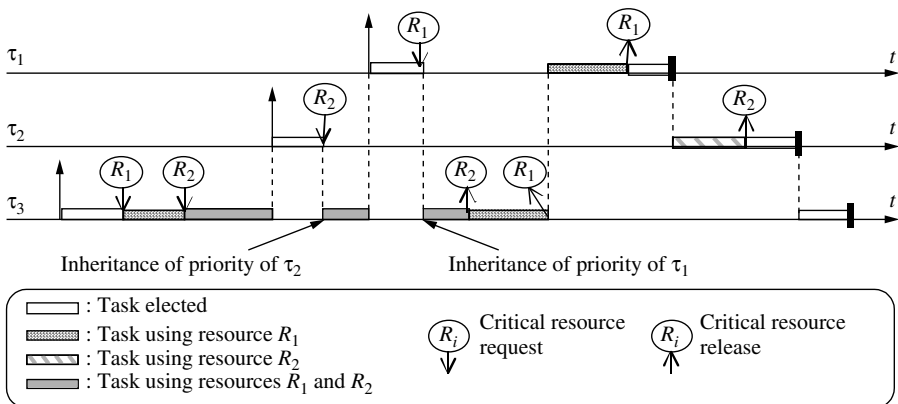 R₁ R₁
τ₁ t
R₂ R₂
τ₂ t
R₁ R₂ R₂ R₁
τ₃ t
Inheritance of priority of τ₂ Inheritance of priority of τ₁
: Task elected
: Task using resource R₁
: Task using resource R₂
: Task using resources R₁ and R₂
Rᵢ Critical resource
request
Rᵢ Critical resource
release